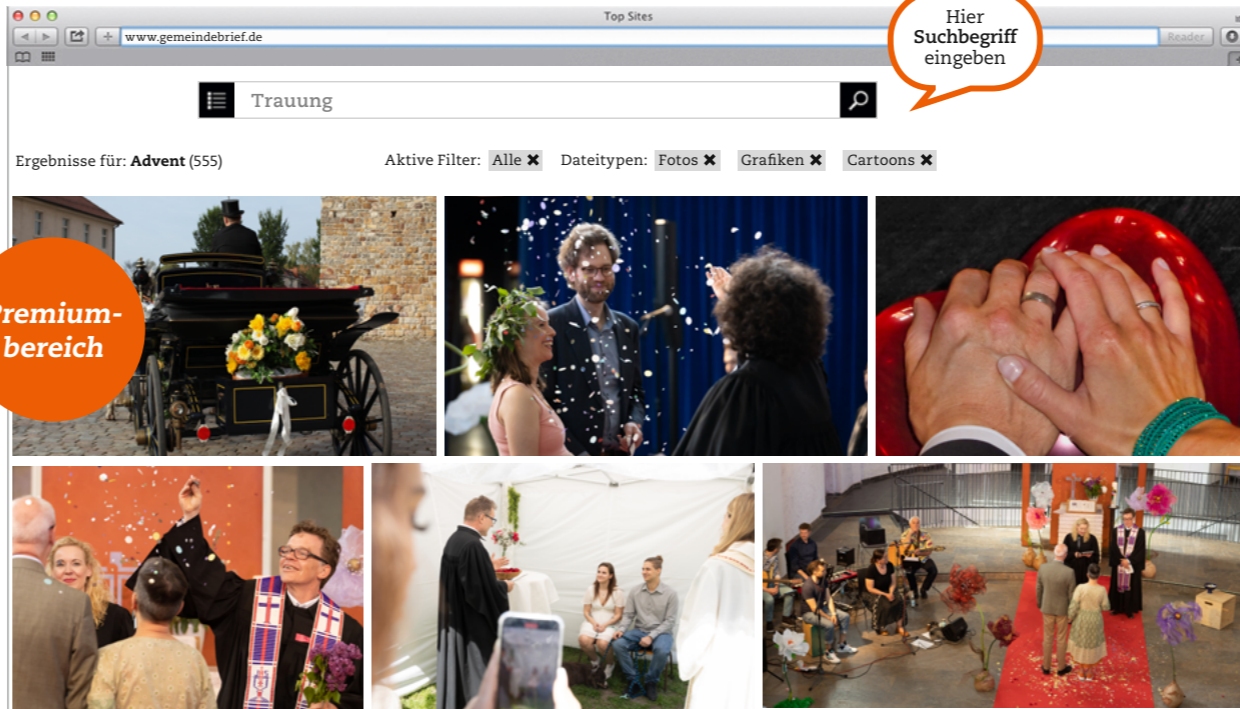 Top Sites
www.gemeindebrief.de
Reader
Hier
Suchbegriff
eingeben
Trauung
Ergebnisse für: Advent (555)
Aktive Filter: Alle ✖ Dateitypen: Fotos ✖ Grafiken ✖ Cartoons ✖
Premium-
bereich